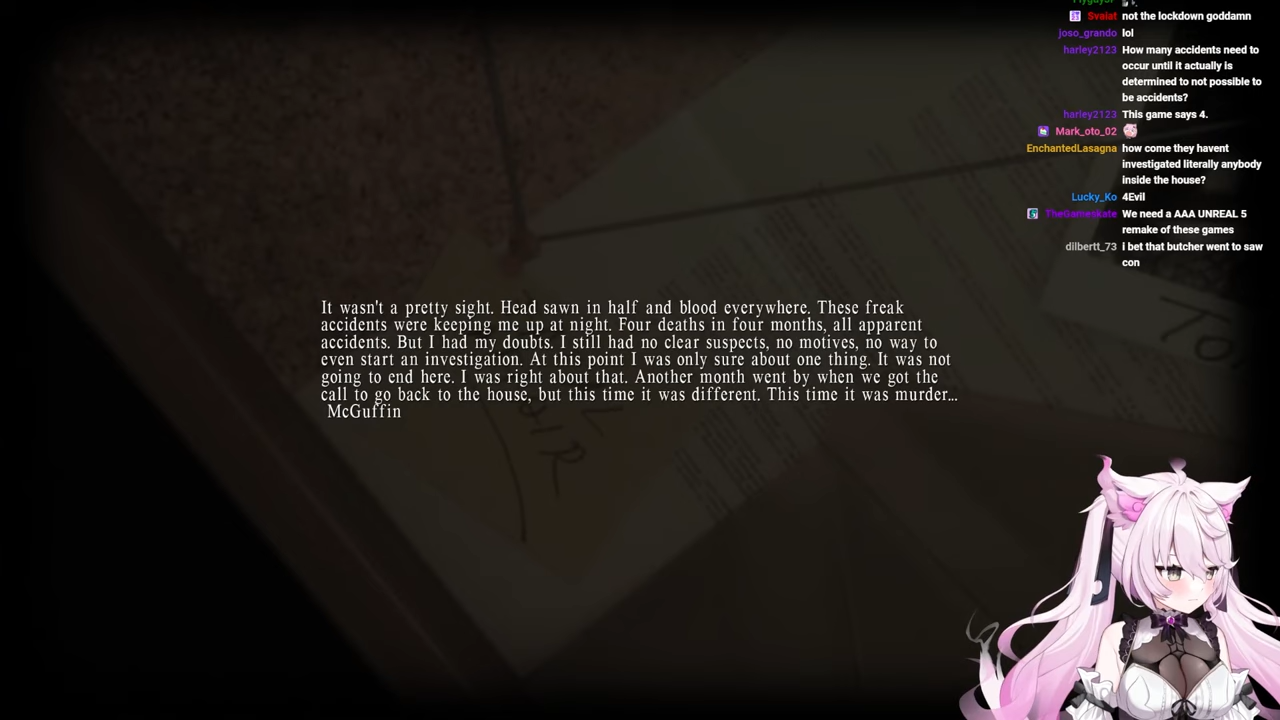 not the lockdown goddamn
Svalat
joso_grando lol
harley2123 How many accidents need to
occur until it actually is
determined to not possible to
be accidents?
harley2123 This game says 4.
Mark_oto_02
EnchantedLasagna how come they havent
investigated literally anybody
inside the house?
Lucky_Ko 4Evil
TheGameskate We need a AAA UNREAL 5
remake of these games
dilbertt_73 i bet that butcher went to saw
con
It wasn't a pretty sight. Head sawn in half and blood everywhere. These freak
accidents were keeping me up at night. Four deaths in four months, all apparent
accidents. But I had my doubts. I still had no clear suspects, no motives, no way to
even start an investigation. At this point I was only sure about one thing. It was not
going to end here. I was right about that. Another month went by when we got the
call to go back to the house, but this time it was different. This time it was murder...
McGuffin